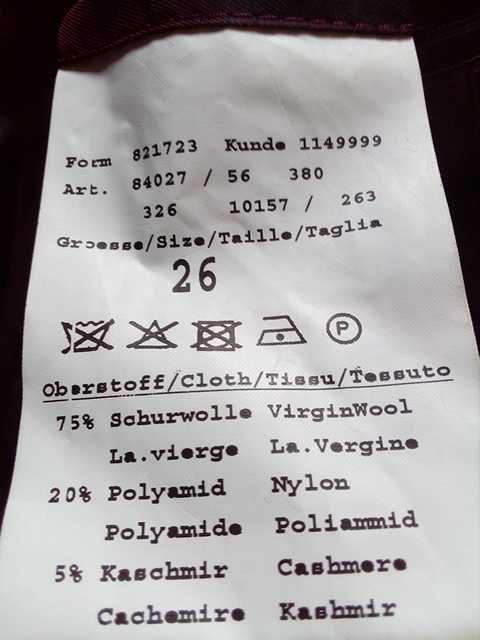 Form 821723 Kunde 1149999
Art. 84027 / 56 380
326 10157 / 263
Groesse/Size/Taille/Taglia
26
P
Oberstoff/Cloth/Tissu/Tessuto
75% Schurwolle VirginWool
La.vierge La.Vergine
20% Polyamid Nylon
Polyamide Poliammid
5% Kaschmir Cashmere
Cachemire Kashmir